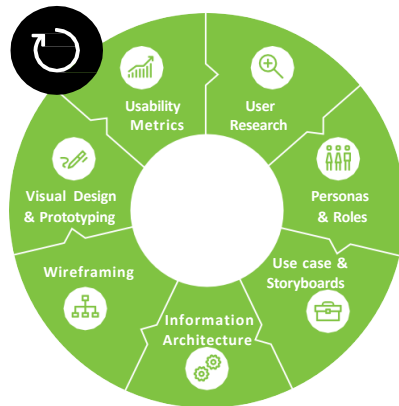 Usability
Metrics
User
Research
Personas
& Roles
Use case &
Storyboards
Information
Architecture
Wireframing
Visual Design
& Prototyping